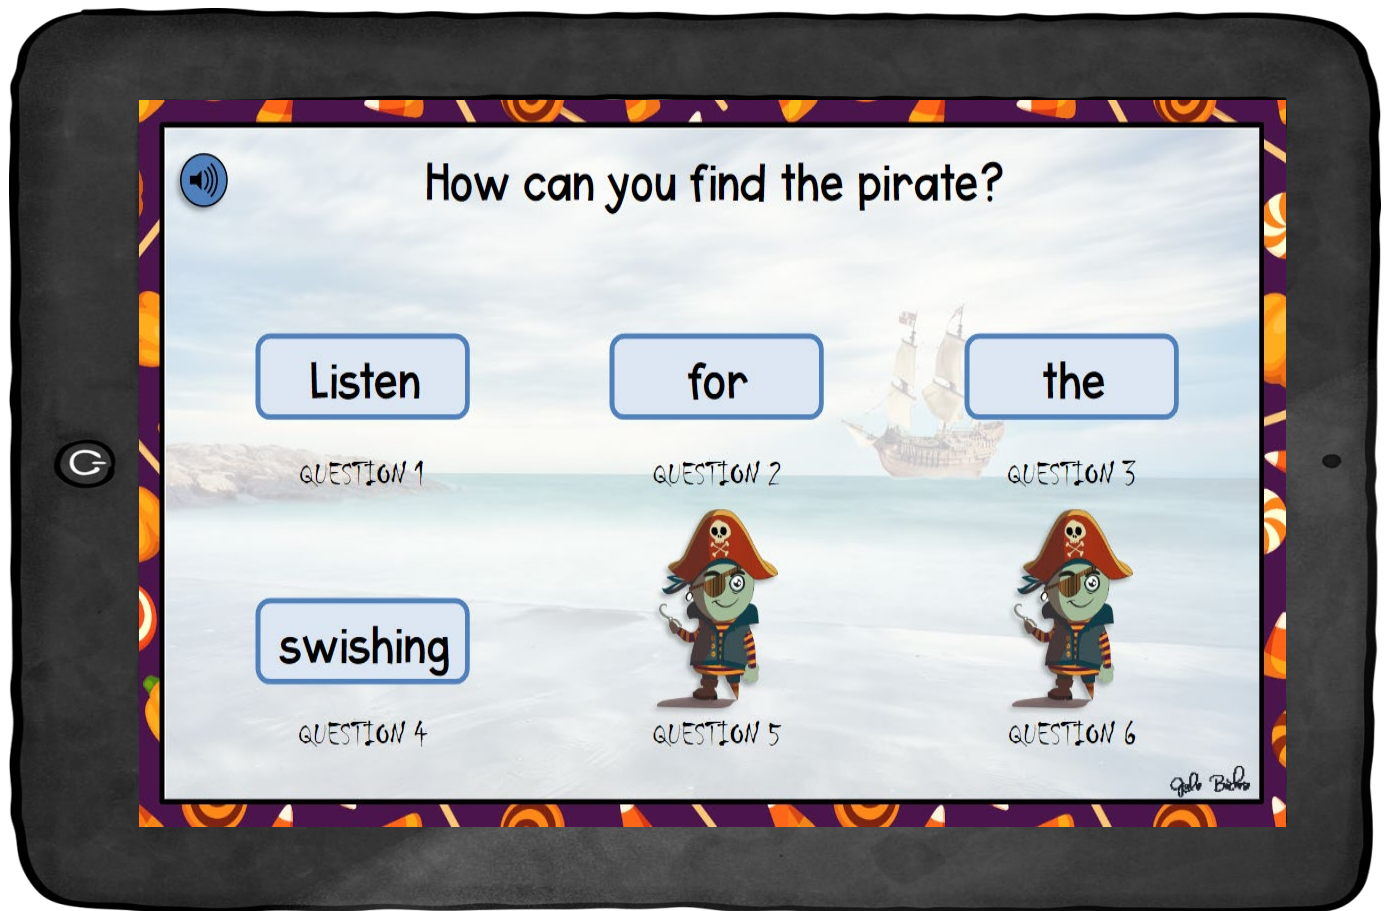 How can you find the pirate?
Listen for the
QUESTION 1 QUESTION 2 QUESTION 3
swishing
QUESTION 4 QUESTION 5 QUESTION 6